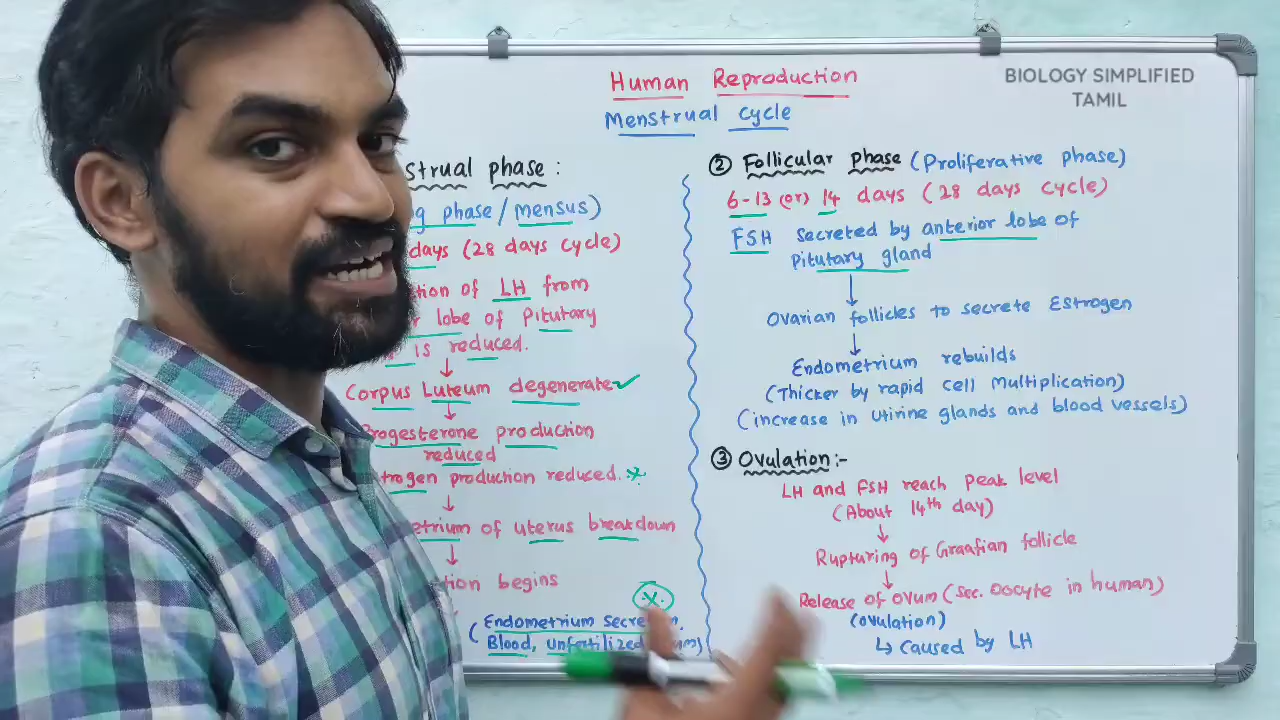 Human Reproduction
Menstrual cycle
BIOLOGY SIMPLIFIED
TAMIL
strual phase :
phase / mensus)
days (28 days cycle)
of LH from
lobe of Pitutary
is reduced.
Corpus Luteum degenerate
Progesterone production
reduced
trogen production reduced.
etrium of uterus breakdown
begins
(Endometrium
Blood,
② Follicular phase (Proliferative phase)
6-13 (or) 14 days (28 days cycle)
FSH secreted by anterior lobe of
Pitutary gland
Ovarian follicles to secrete Estrogen
Endometrium rebuilds
(Thicker by rapid cell Multiplication)
(increase in utirine glands and blood vessels)
③ Ovulation:-
LH and FSH reach peak level
(About 14th day)
Rupturing of Graafian follicle
Release of ovum (sec. oocyte in human)
(ovulation)
↳ caused by LH